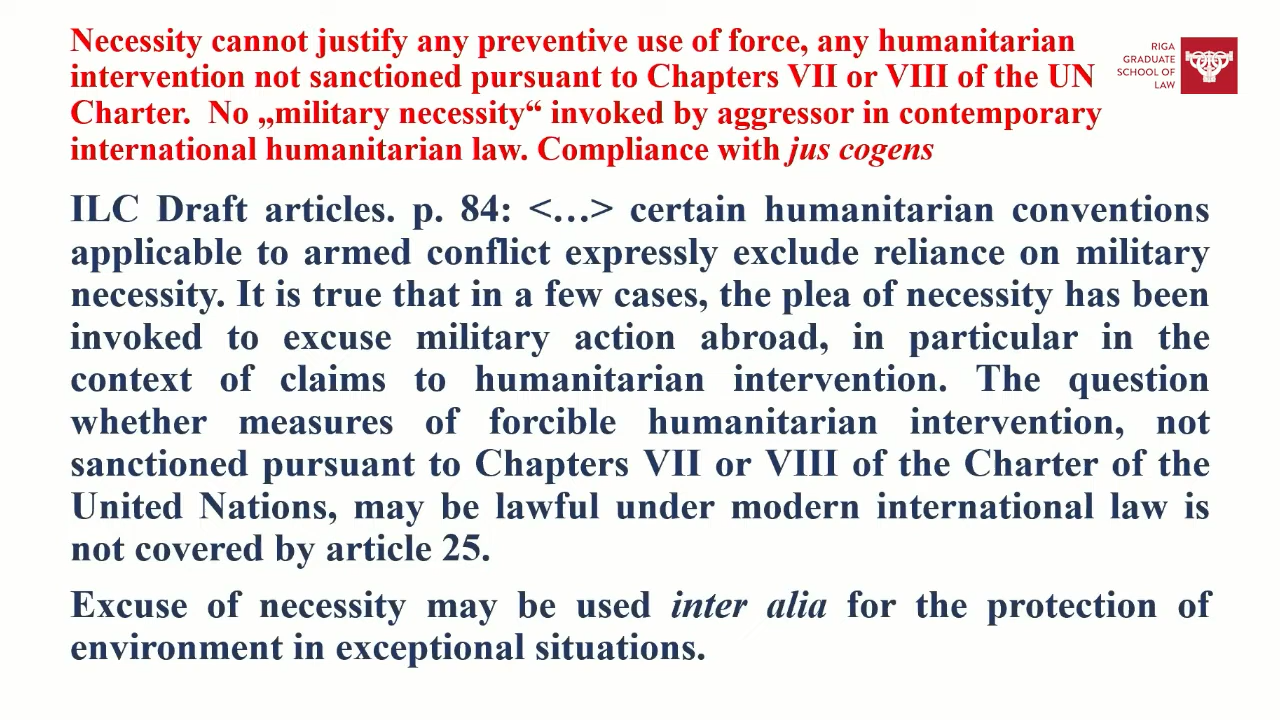 Necessity cannot justify any preventive use of force, any humanitarian
intervention not sanctioned pursuant to Chapters VII or VIII of the UN
Charter.  No „military necessity“ invoked by aggressor in contemporary
international humanitarian law. Compliance with jus cogens
RIGA
GRADUATE
SCHOOL OF
LAW
ILC Draft articles. p. 84: <…> certain humanitarian conventions
applicable to armed conflict expressly exclude reliance on military
necessity. It is true that in a few cases, the plea of necessity has been
invoked to excuse military action abroad, in particular in the
context of claims to humanitarian intervention. The question
whether measures of forcible humanitarian intervention, not
sanctioned pursuant to Chapters VII or VIII of the Charter of the
United Nations, may be lawful under modern international law is
not covered by article 25.
Excuse of necessity may be used inter alia for the protection of
environment in exceptional situations.